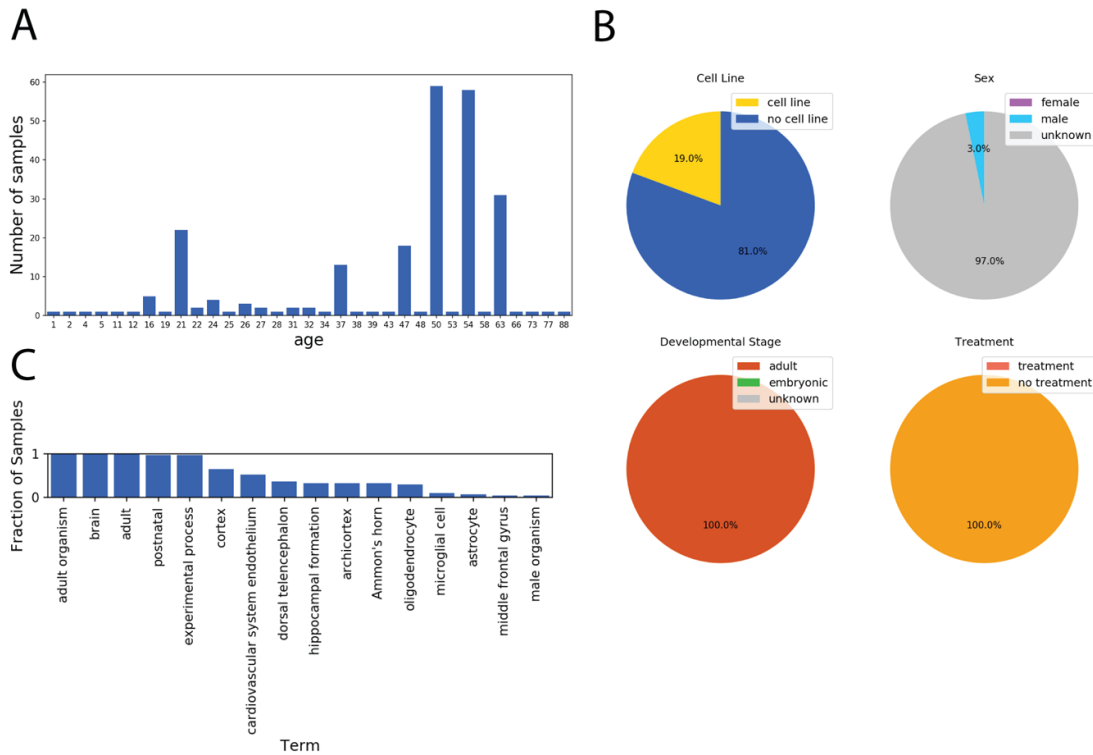 A
Number of samples
60
50
40
30
20
10
0
1 2 4 5 11 12 16 19 21 22 24 25 26 27 28 31 32 34 37 38 39 43 47 48 50 53 54 58 63 66 73 77 88
age
B
Cell Line
cell line
no cell line
19.0%
81.0%
Sex
female
male
unknown
3.0%
97.0%
Developmental Stage
adult
embryonic
unknown
100.0%
Treatment
treatment
no treatment
100.0%
C
Fraction of Samples
1
0
adult organism
brain
adult
postnatal
experimental process
cortex
cardiovascular system endothelium
dorsal telencephalon
hippocampal formation
archicortex
Ammon's horn
oligodendrocyte
microglial cell
astrocyte
middle frontal gyrus
male organism
Term